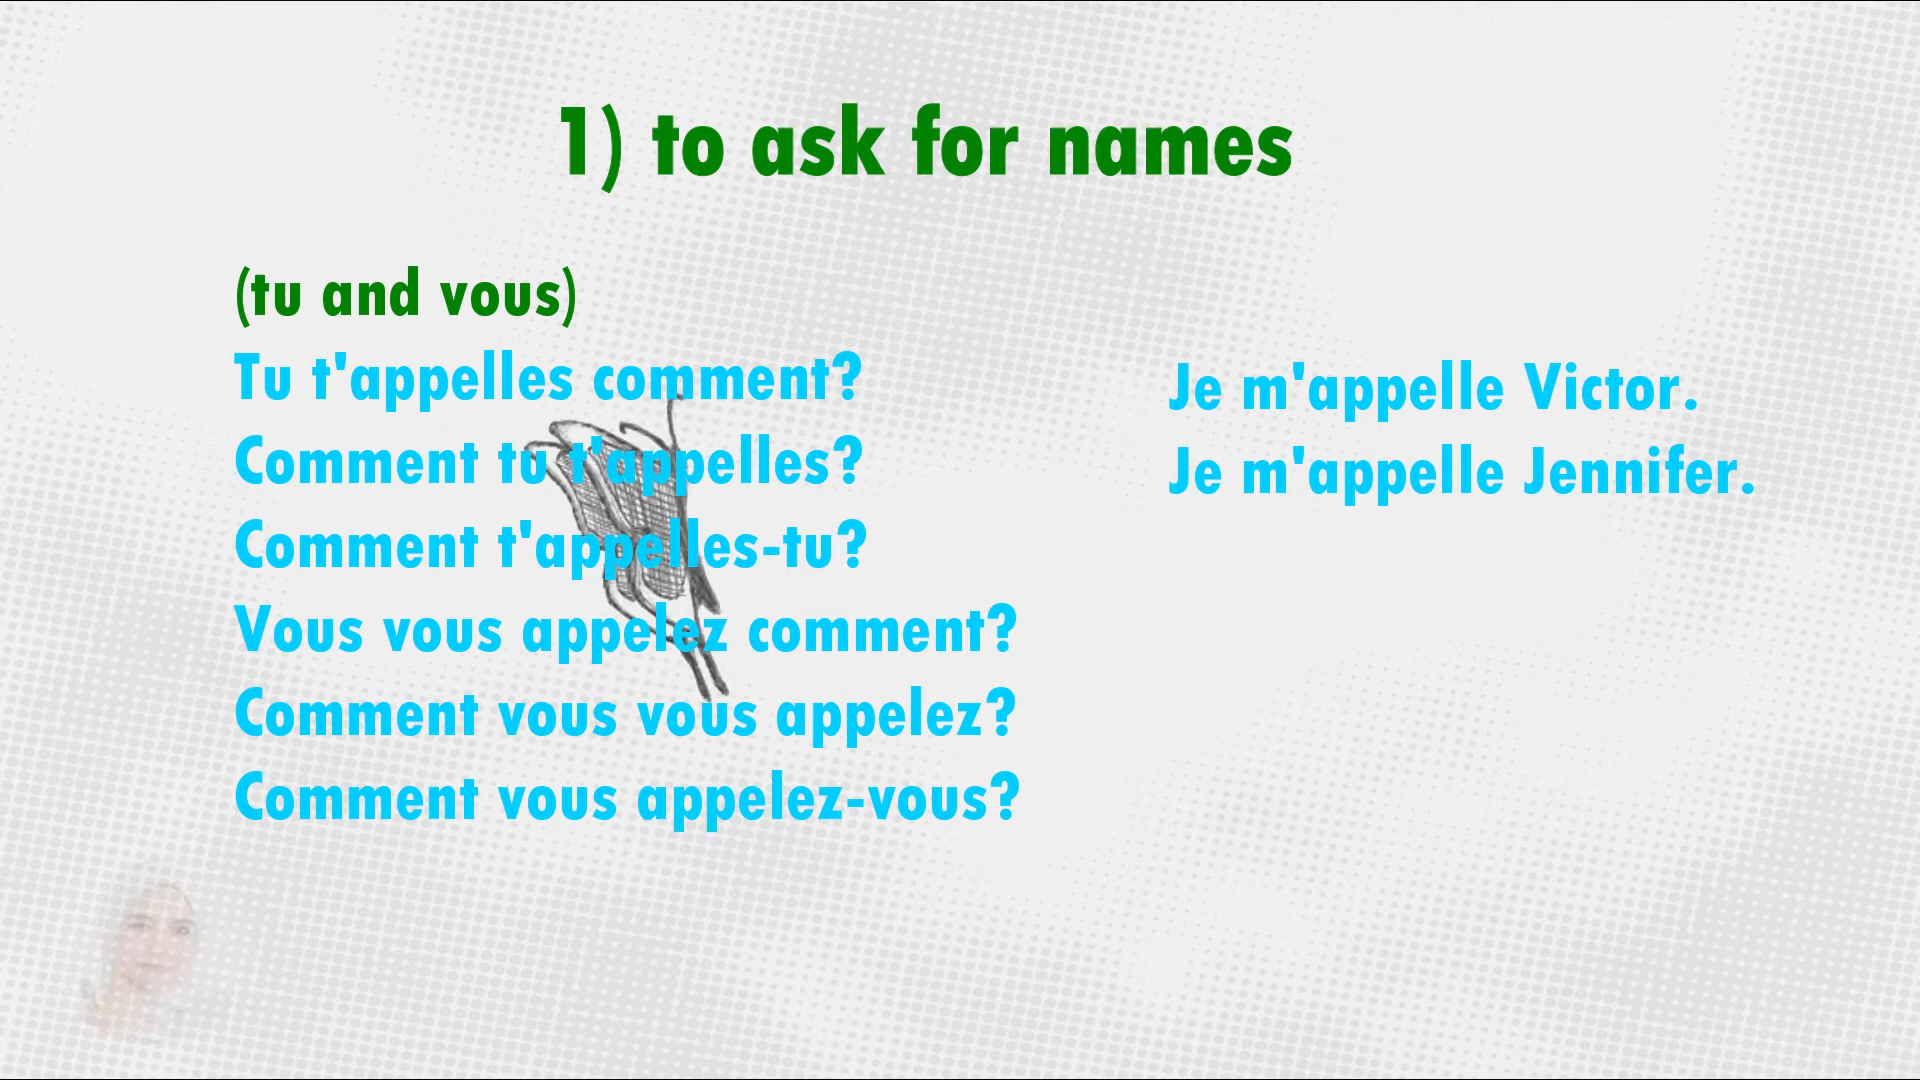 1) to ask for names
(tu and vous)
Tu t'appelles comment?
Comment tu t'appelles?
Comment t'appelles-tu?
Vous vous appelez comment?
Comment vous vous appelez?
Comment vous appelez-vous?
Je m'appelle Victor.
Je m'appelle Jennifer.